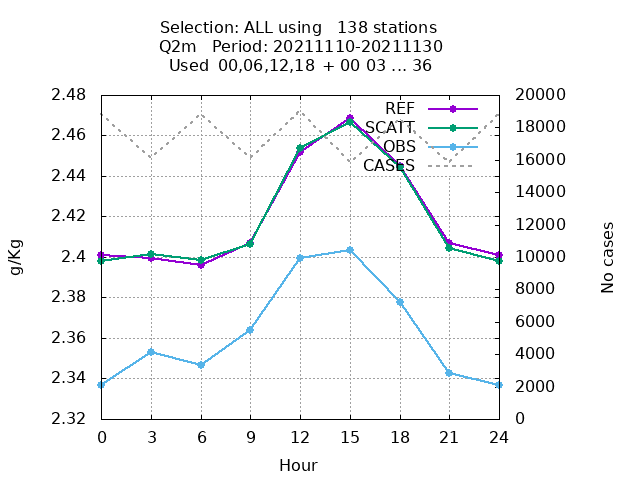 Selection: ALL using   138 stations
Q2m   Period: 20211110-20211130
Used  00,06,12,18 + 00 03 ... 36
2.48
2.46
2.44
2.42
2.4
2.38
2.36
2.34
2.32
20000
18000
16000
14000
12000
10000
8000
6000
4000
2000
0
REF
SCATT
OBS
CASES
g/Kg
No cases
0 3 6 9 12 15 18 21 24
Hour